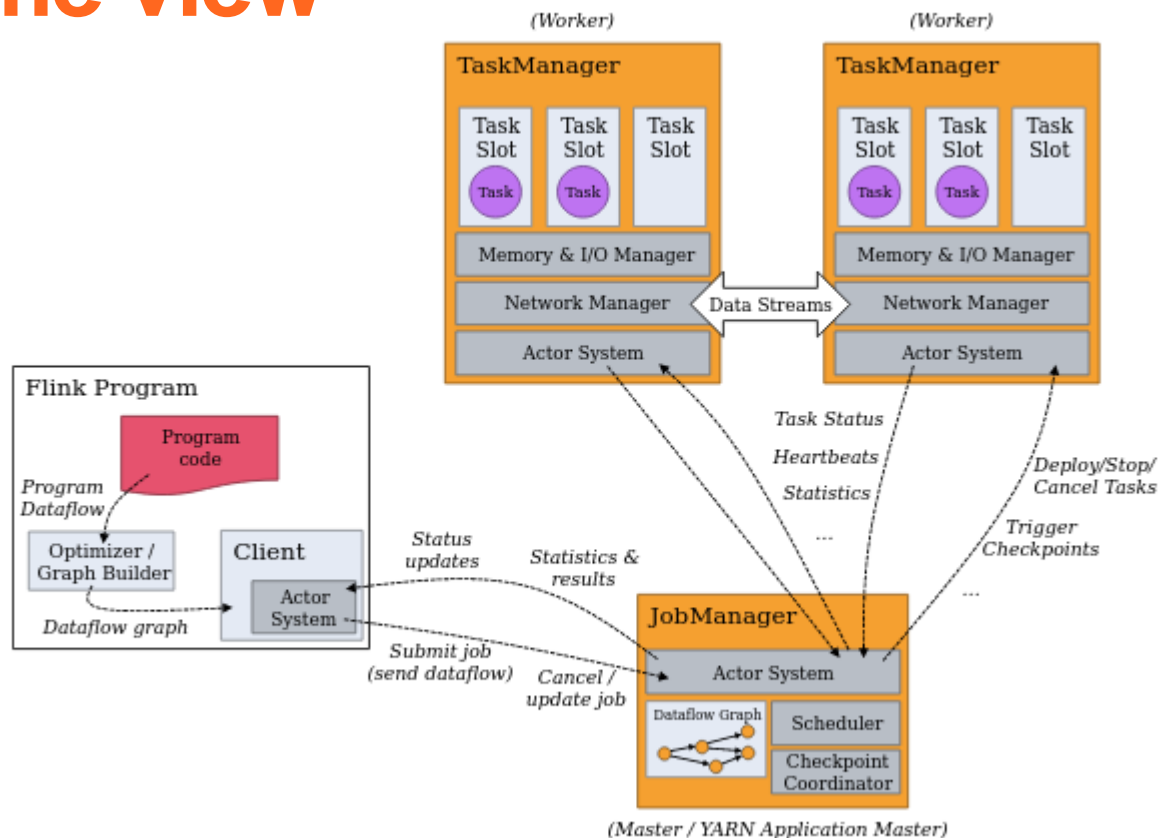 (Worker)
(Worker)
TaskManager
Task
Slot
Task
Slot
Task
Slot
Task
Task
Memory & I/O Manager
Network Manager
Actor System
TaskManager
Task
Slot
Task
Slot
Task
Slot
Task
Task
Memory & I/O Manager
Network Manager
Actor System
Data Streams
Flink Program
Program
code
Program
Dataflow
Optimizer /
Graph Builder
Client
Actor
System
Dataflow graph
Status
updates
Statistics &
results
Submit job
(send dataflow)
Cancel /
update job
Task Status
Heartbeats
Statistics
...
Deploy/Stop/
Cancel Tasks
Trigger
Checkpoints
...
JobManager
Actor System
Dataflow Graph
Scheduler
Checkpoint
Coordinator
(Master / YARN Application Master)